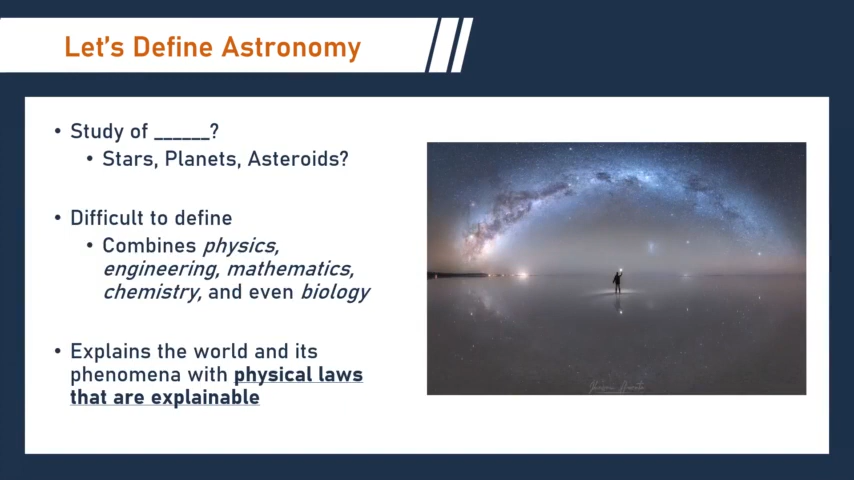 Let's Define Astronomy
• Study of ______?
• Stars, Planets, Asteroids?
• Difficult to define
• Combines physics,
engineering, mathematics,
chemistry, and even biology
• Explains the world and its
phenomena with physical laws
that are explainable